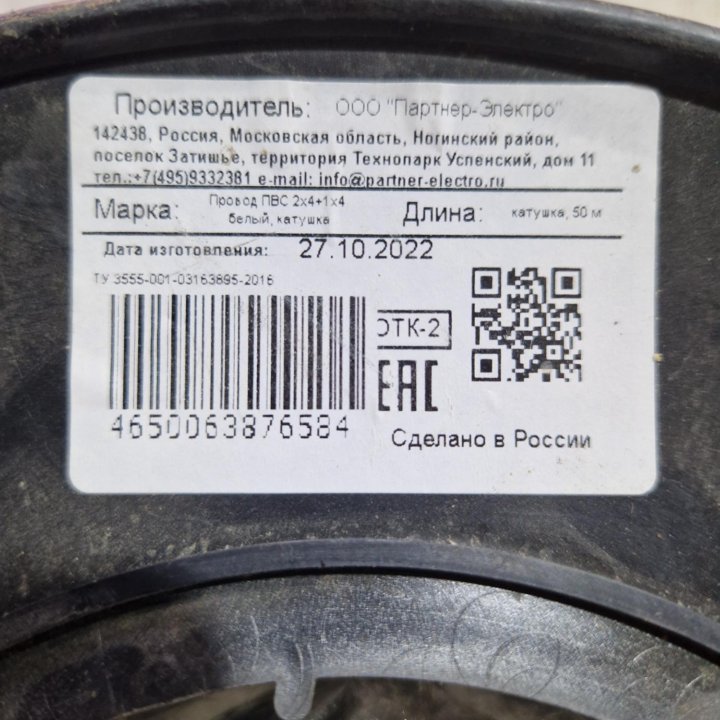 Производитель: ООО "Партнер-Электро"
142438, Россия, Московская область, Ногинский район,
поселок Затишье, территория Технопарк Успенский, дом 11
тел.:+7(495)9332381 e-mail: info@partner-electro.ru
Марка: Провод ПВС 2х4+1х4 белый, катушка Длина: катушка, 50 м
Дата изготовления: 27.10.2022
ТУ 3555-001-03163895-2016
ОТК-2
EAC
4650063876584
Сделано в России